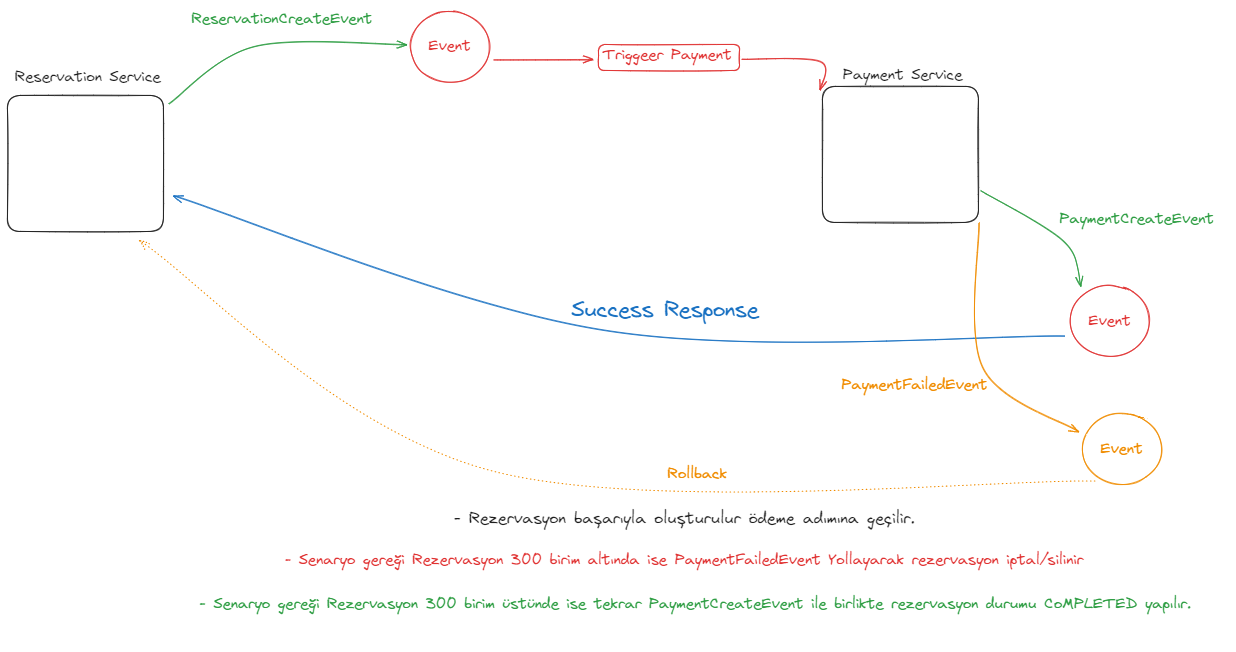 ReservationCreateEvent
Event
Triggeer Payment
Reservation Service
Payment Service
PaymentCreateEvent
Success Response
Event
PaymentFailedEvent
Event
Rollback
- Rezervasyon başarıyla oluşturulur ödeme adımına geçilir.
- Senaryo gereği Rezervasyon 300 birim altında ise PaymentFailedEvent Yollayarak rezervasyon iptal/silinir
- Senaryo gereği Rezervasyon 300 birim üstünde ise tekrar PaymentCreateEvent ile birlikte rezervasyon durumu CoMPLETED yapılır.